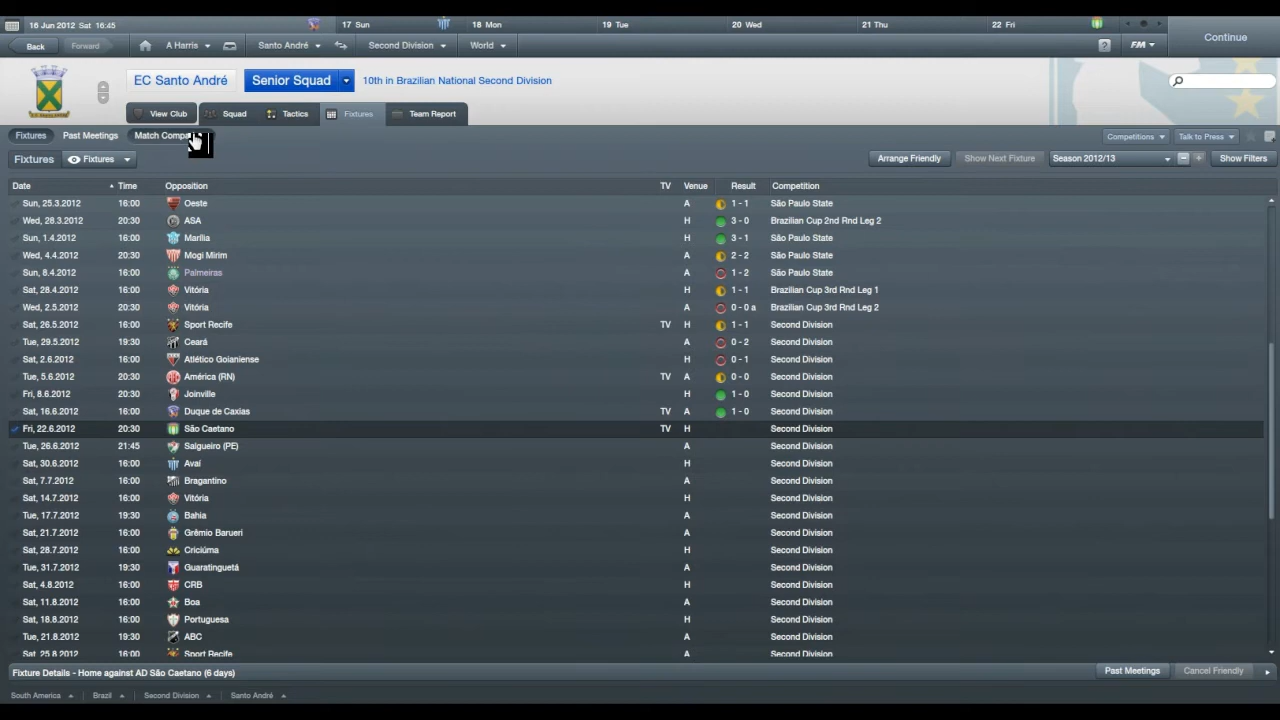 16 Jun 2012 Sat 16:45 17 Sun 18 Mon 19 Tue 20 Wed 21 Thu 22 Fri
Continue
Back Forward A Harris Santo André Second Division World ? FM
EC Santo André Senior Squad 10th in Brazilian National Second Division
View Club Squad Tactics Fixtures Team Report
Fixtures Past Meetings Match Comp Competitions Talk to Press
Fixtures Fixtures Arrange Friendly Show Next Fixture Season 2012/13 Show Filters
Date Time Opposition TV Venue Result Competition
Sun, 25.3.2012 16:00 Oeste A 1 - 1 São Paulo State
Wed, 28.3.2012 20:30 ASA H 3 - 0 Brazilian Cup 2nd Rnd Leg 2
Sun, 1.4.2012 16:00 Marília H 3 - 1 São Paulo State
Wed, 4.4.2012 20:30 Mogi Mirim A 2 - 2 São Paulo State
Sun, 8.4.2012 16:00 Palmeiras A 1 - 2 São Paulo State
Sat, 28.4.2012 16:00 Vitória H 1 - 1 Brazilian Cup 3rd Rnd Leg 1
Wed, 2.5.2012 20:30 Vitória A 0 - 0 a Brazilian Cup 3rd Rnd Leg 2
Sat, 26.5.2012 16:00 Sport Recife TV H 1 - 1 Second Division
Tue, 29.5.2012 19:30 Ceará A 0 - 2 Second Division
Sat, 2.6.2012 16:00 Atlético Goianiense H 0 - 1 Second Division
Tue, 5.6.2012 20:30 América (RN) TV A 0 - 0 Second Division
Fri, 8.6.2012 20:30 Joinville H 1 - 0 Second Division
Sat, 16.6.2012 16:00 Duque de Caxias TV A 1 - 0 Second Division
Fri, 22.6.2012 20:30 São Caetano TV H Second Division
Tue, 26.6.2012 21:45 Salgueiro (PE) A Second Division
Sat, 30.6.2012 16:00 Avaí H Second Division
Sat, 7.7.2012 16:00 Bragantino A Second Division
Sat, 14.7.2012 16:00 Vitória H Second Division
Tue, 17.7.2012 19:30 Bahia A Second Division
Sat, 21.7.2012 16:00 Grêmio Barueri A Second Division
Sat, 28.7.2012 16:00 Criciúma H Second Division
Tue, 31.7.2012 19:30 Guaratinguetá A Second Division
Sat, 4.8.2012 16:00 CRB H Second Division
Sat, 11.8.2012 16:00 Boa A Second Division
Sat, 18.8.2012 16:00 Portuguesa H Second Division
Tue, 21.8.2012 19:30 ABC A Second Division
Sat, 25.8.2012 16:00 Sport Recife A Second Division
Fixture Details - Home against AD São Caetano (6 days) Past Meetings Cancel Friendly
South America Brazil Second Division Santo André